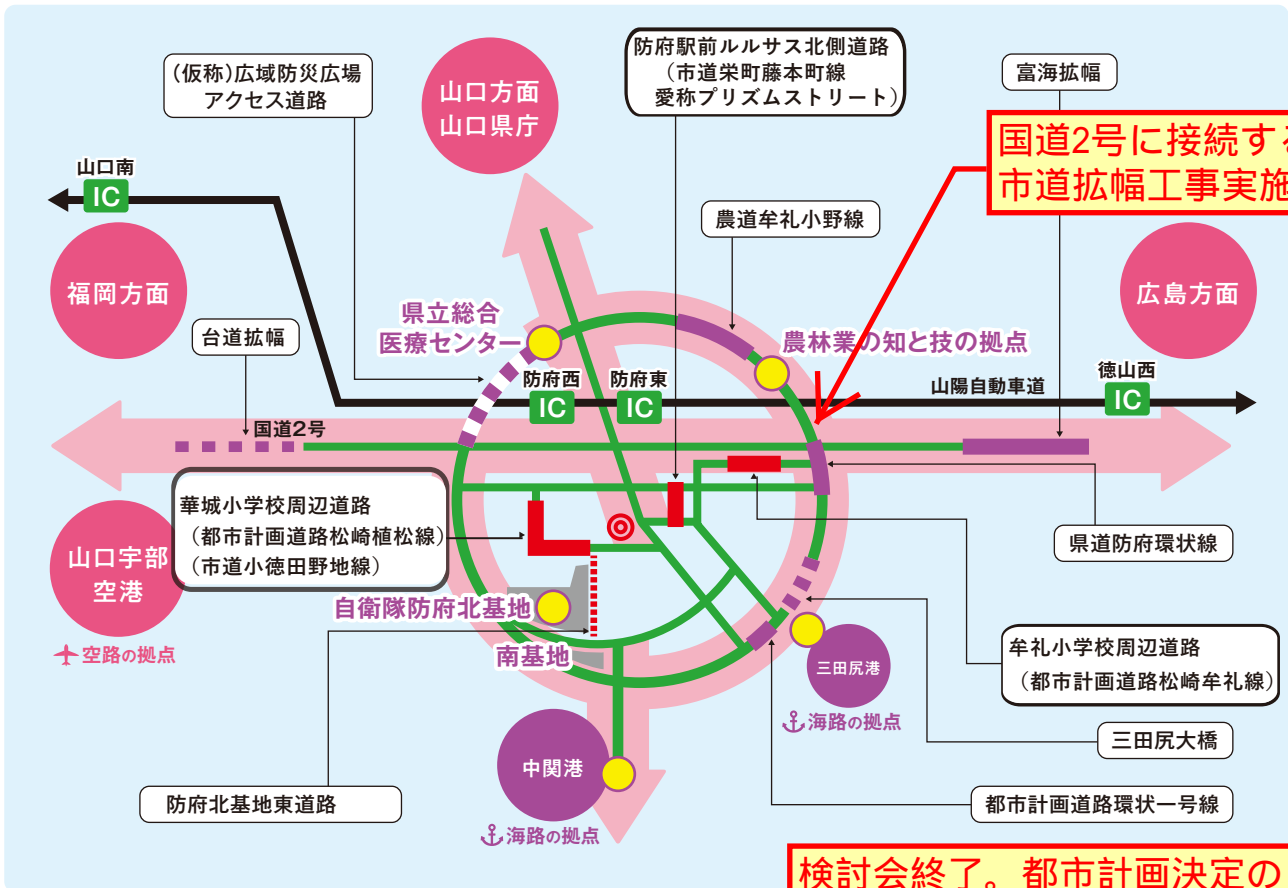 (仮称)広域防災広場
アクセス道路
山口方面
山口県庁
防府駅前ルルサス北側道路
(市道栄町藤本町線
愛称プリズムストリート)
富海拡幅
国道2号に接続する
市道拡幅工事実施
山口南
IC
農道牟礼小野線
福岡方面
広島方面
台道拡幅
県立総合
医療センター
農林業の知と技の拠点
防府西
IC
防府東
IC
山陽自動車道
徳山西
IC
国道2号
華城小学校周辺道路
(都市計画道路松崎植松線)
(市道小徳田野地線)
県道防府環状線
山口宇部
空港
空路の拠点
自衛隊防府北基地
南基地
三田尻港
海路の拠点
牟礼小学校周辺道路
(都市計画道路松崎牟礼線)
三田尻大橋
中関港
海路の拠点
防府北基地東道路
都市計画道路環状一号線
検討会終了。都市計画決定の